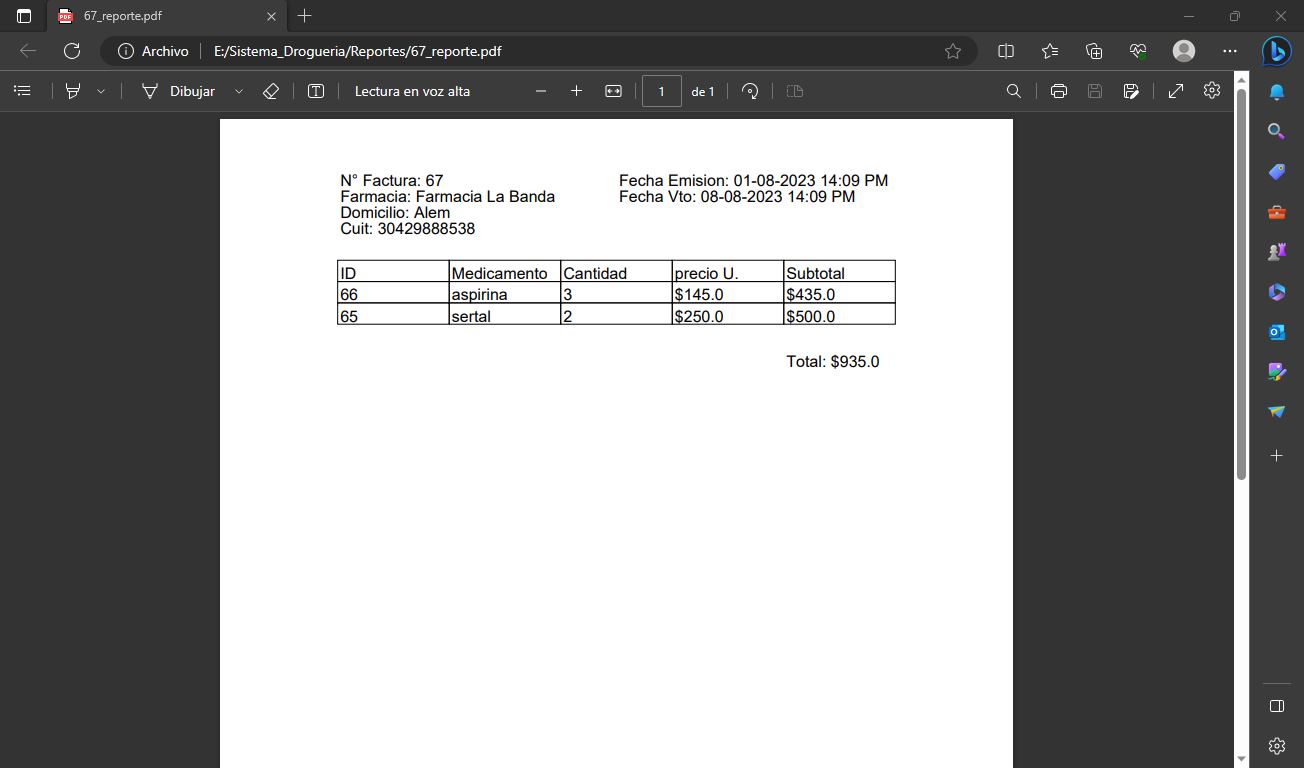 67_reporte.pdf
Archivo E:/Sistema_Drogueria/Reportes/67_reporte.pdf
Dibujar Lectura en voz alta 1 de 1
N° Factura: 67 Fecha Emision: 01-08-2023 14:09 PM
Farmacia: Farmacia La Banda Fecha Vto: 08-08-2023 14:09 PM
Domicilio: Alem
Cuit: 30429888538
ID Medicamento Cantidad precio U. Subtotal
66 aspirina 3 $145.0 $435.0
65 sertal 2 $250.0 $500.0
Total: $935.0